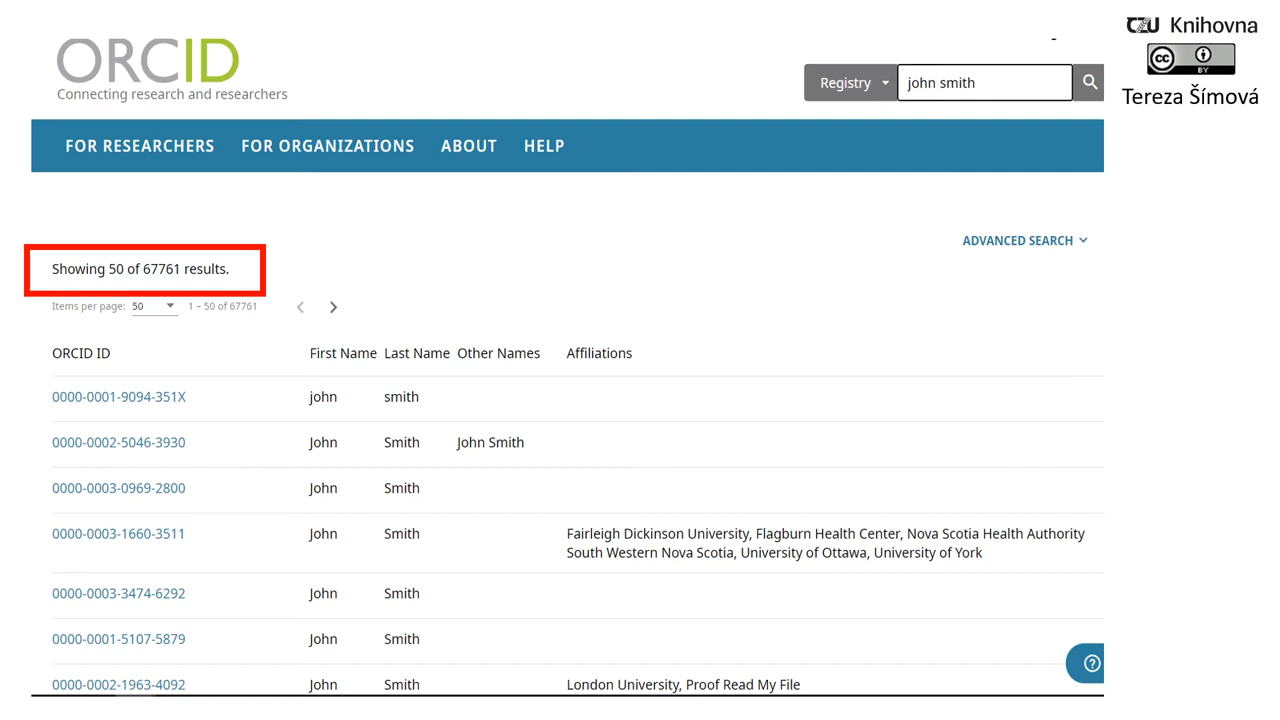 ORCID
Connecting research and researchers
Registry
john smith
CZU Knihovna
CC BY
Tereza Šímová
FOR RESEARCHERS FOR ORGANIZATIONS ABOUT HELP
ADVANCED SEARCH
Showing 50 of 67761 results.
Items per page: 50 1 – 50 of 67761
ORCID ID First Name Last Name Other Names Affiliations
0000-0001-9094-351X john smith
0000-0002-5046-3930 John Smith John Smith
0000-0003-0969-2800 John Smith
0000-0003-1660-3511 John Smith Fairleigh Dickinson University, Flagburn Health Center, Nova Scotia Health Authority
South Western Nova Scotia, University of Ottawa, University of York
0000-0003-3474-6292 John Smith
0000-0001-5107-5879 John Smith
0000-0002-1963-4092 John Smith London University, Proof Read My File